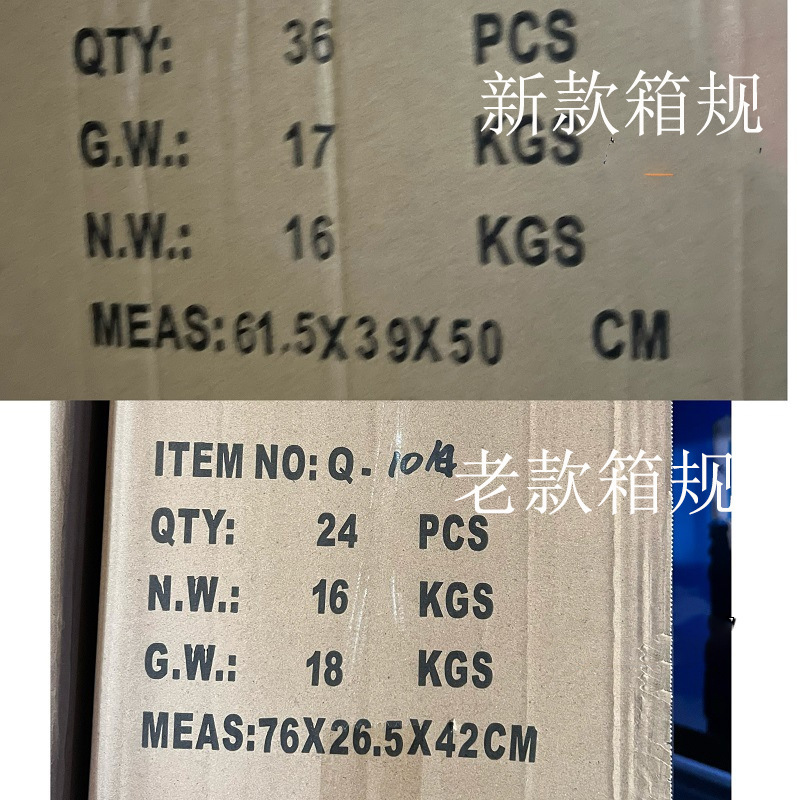 QTY: 36 PCS
新款箱规
G.W.: 17 KGS
N.W.: 16 KGS
MEAS:61.5X39X50 CM
ITEM NO: Q-
老款箱规
QTY: 24 PCS
N.W.: 16 KGS
G.W.: 18 KGS
MEAS:76X26.5X42CM